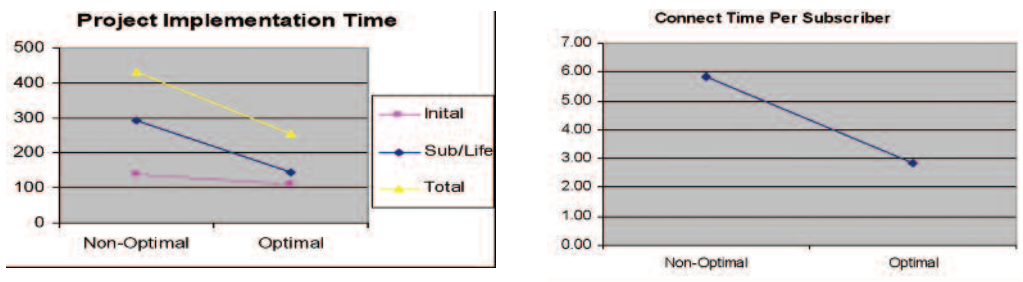 Project Implementation Time
500
400
300
200
100
0
Non-Optimal Optimal
Inital
Sub/Life
Total
Connect Time Per Subscriber
7.00
6.00
5.00
4.00
3.00
2.00
1.00
0.00
Non-Optimal Optimal